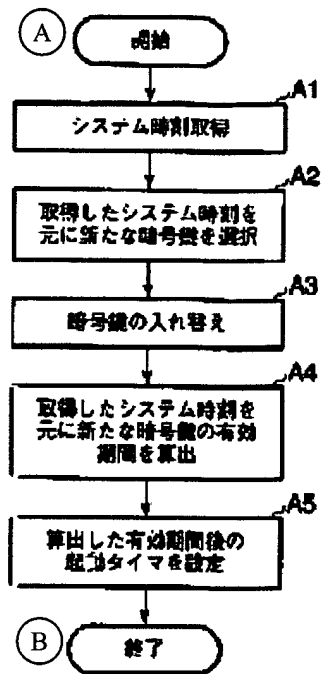 A
開始
A1
システム時刻取得
A2
取得したシステム時刻を
元に新たな暗号鍵を選択
A3
暗号鍵の入れ替え
A4
取得したシステム時刻を
元に新たな暗号鍵の有効
期間を算出
A5
算出した有効期間後の
起動タイマを設定
B
終了